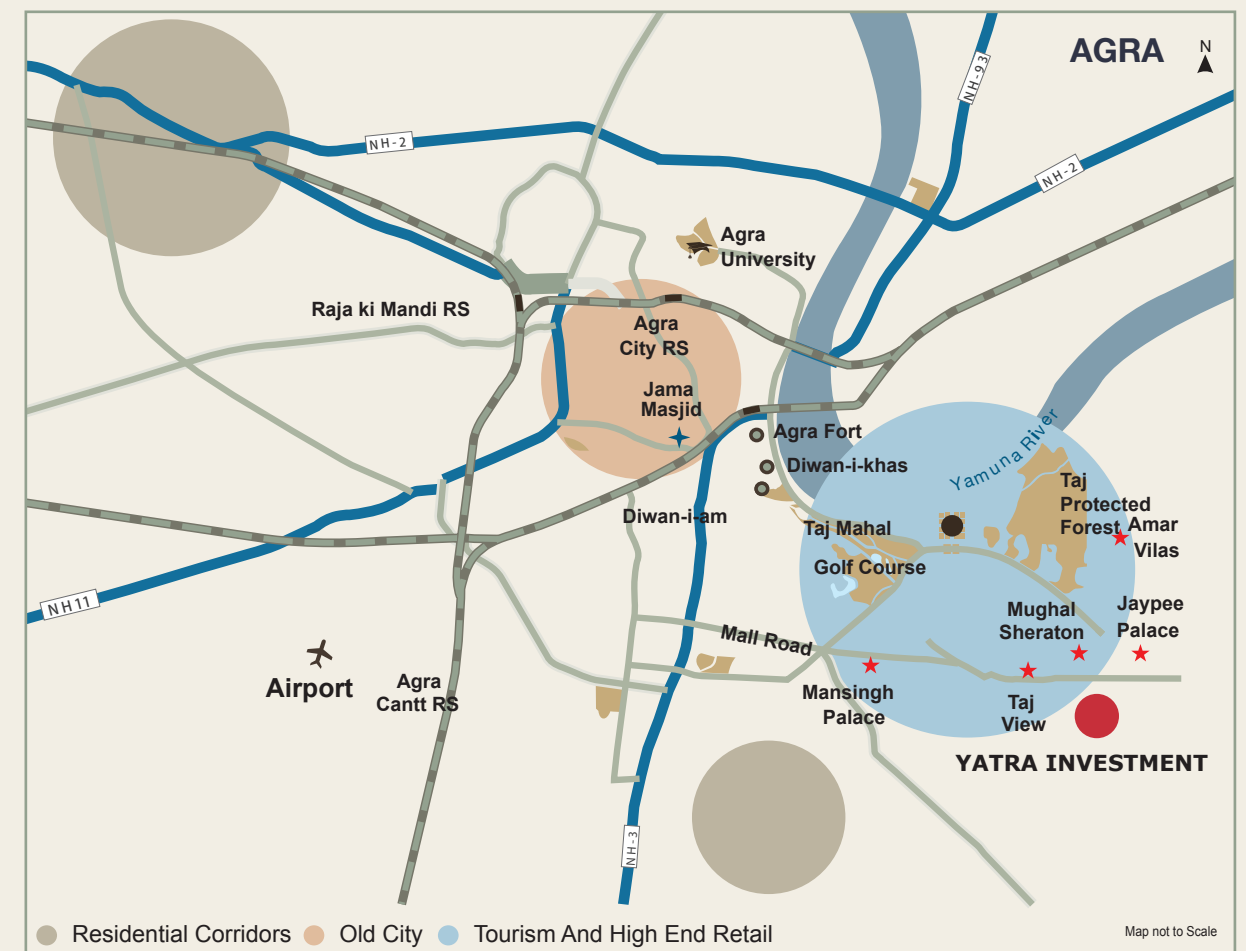 AGRA
N
NH-93
NH-2
NH-2
Agra
University
Raja ki Mandi RS
Agra
City RS
Jama
Masjid
Agra Fort
Yamuna River
Diwan-i-khas
Taj
Protected
Forest
Diwan-i-am
Taj Mahal
Amar
Vilas
Golf Course
NH11
Mughal
Sheraton
Jaypee
Palace
Mall Road
Airport
Agra
Cantt RS
Mansingh
Palace
Taj
View
YATRA INVESTMENT
NH-3
Residential Corridors
Old City
Tourism And High End Retail
Map not to Scale